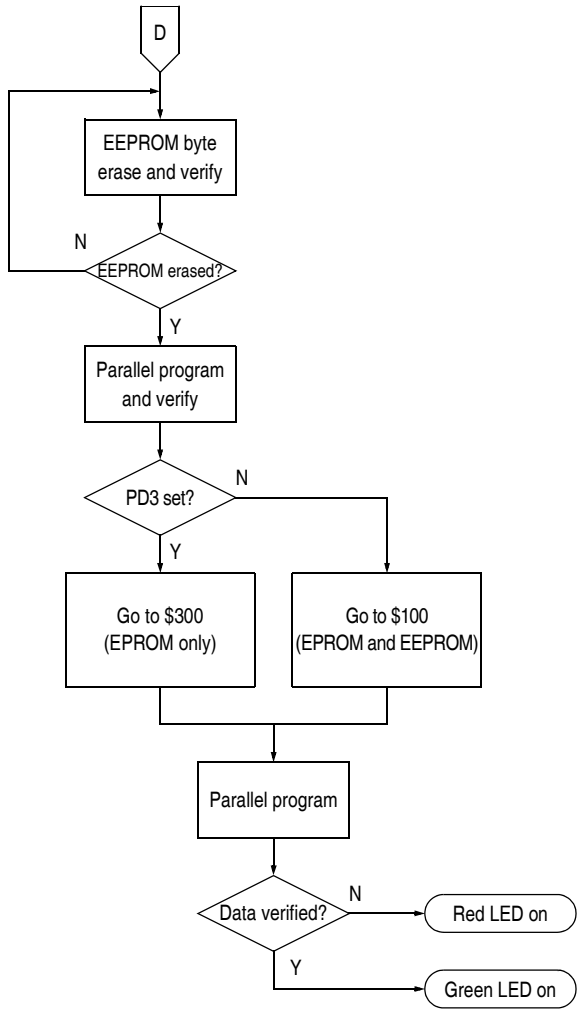 D
EEPROM byte
erase and verify
N
EEPROM erased?
Y
Parallel program
and verify
N
PD3 set?
Y
Go to $300
(EPROM only)
Go to $100
(EPROM and EEPROM)
Parallel program
N
Data verified?
Red LED on
Y
Green LED on